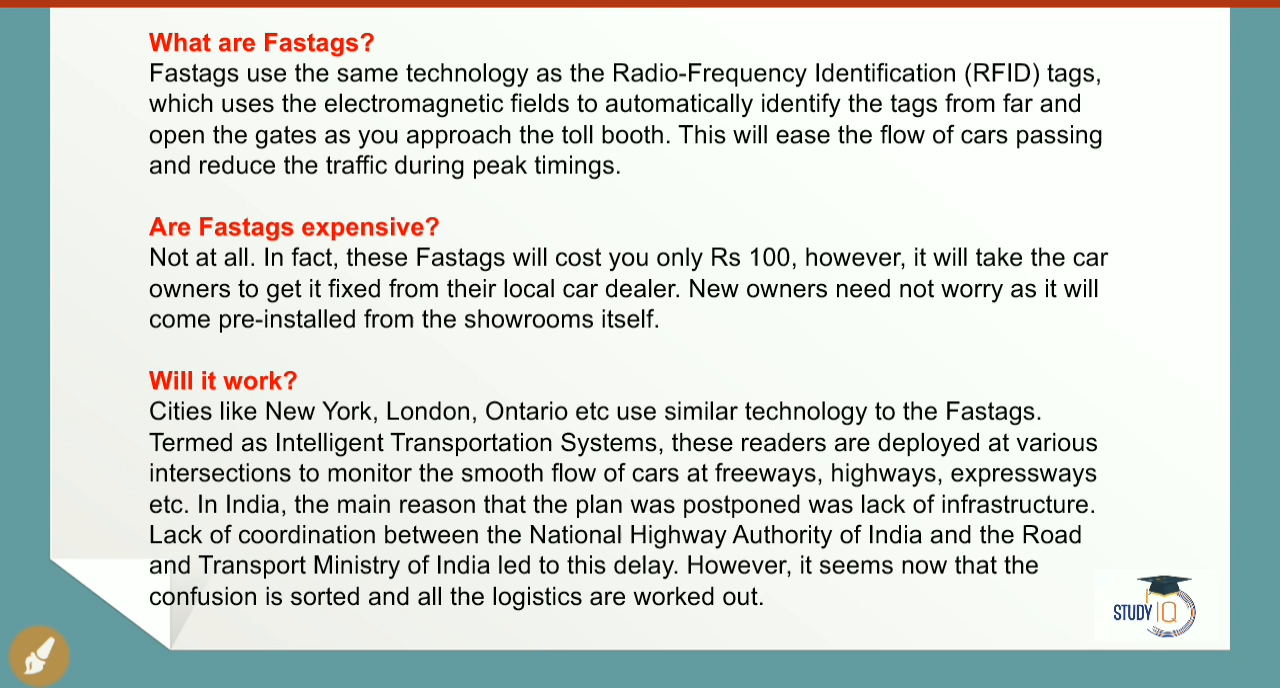 What are Fastags?
Fastags use the same technology as the Radio-Frequency Identification (RFID) tags,
which uses the electromagnetic fields to automatically identify the tags from far and
open the gates as you approach the toll booth. This will ease the flow of cars passing
and reduce the traffic during peak timings.
Are Fastags expensive?
Not at all. In fact, these Fastags will cost you only Rs 100, however, it will take the car
owners to get it fixed from their local car dealer. New owners need not worry as it will
come pre-installed from the showrooms itself.
Will it work?
Cities like New York, London, Ontario etc use similar technology to the Fastags.
Termed as Intelligent Transportation Systems, these readers are deployed at various
intersections to monitor the smooth flow of cars at freeways, highways, expressways
etc. In India, the main reason that the plan was postponed was lack of infrastructure.
Lack of coordination between the National Highway Authority of India and the Road
and Transport Ministry of India led to this delay. However, it seems now that the
confusion is sorted and all the logistics are worked out.
STUDY IQ